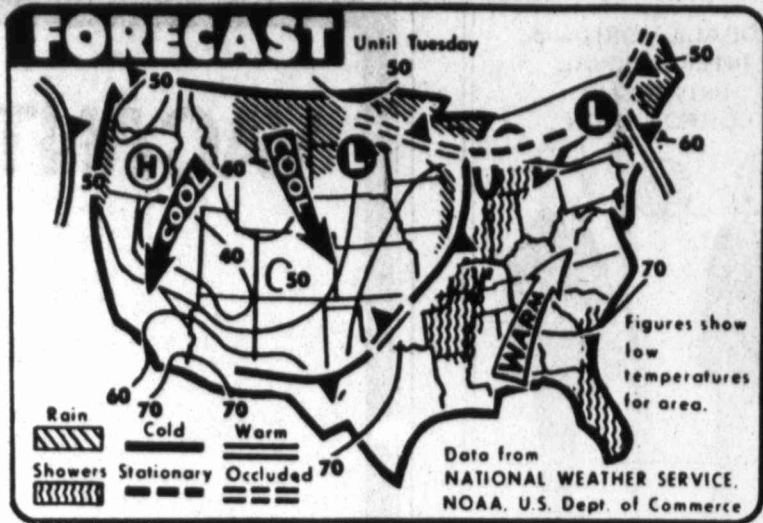 FORECAST
Until Tuesday
50
50
50
60
H
L
L
COOL
COOL
40
50
40
50
70
WARM
Figures show
low
temperatures
for area.
60
70
70
70
Rain
Cold
Warm
Showers
Stationary
Occluded
Data from
NATIONAL WEATHER SERVICE,
NOAA, U.S. Dept. of Commerce